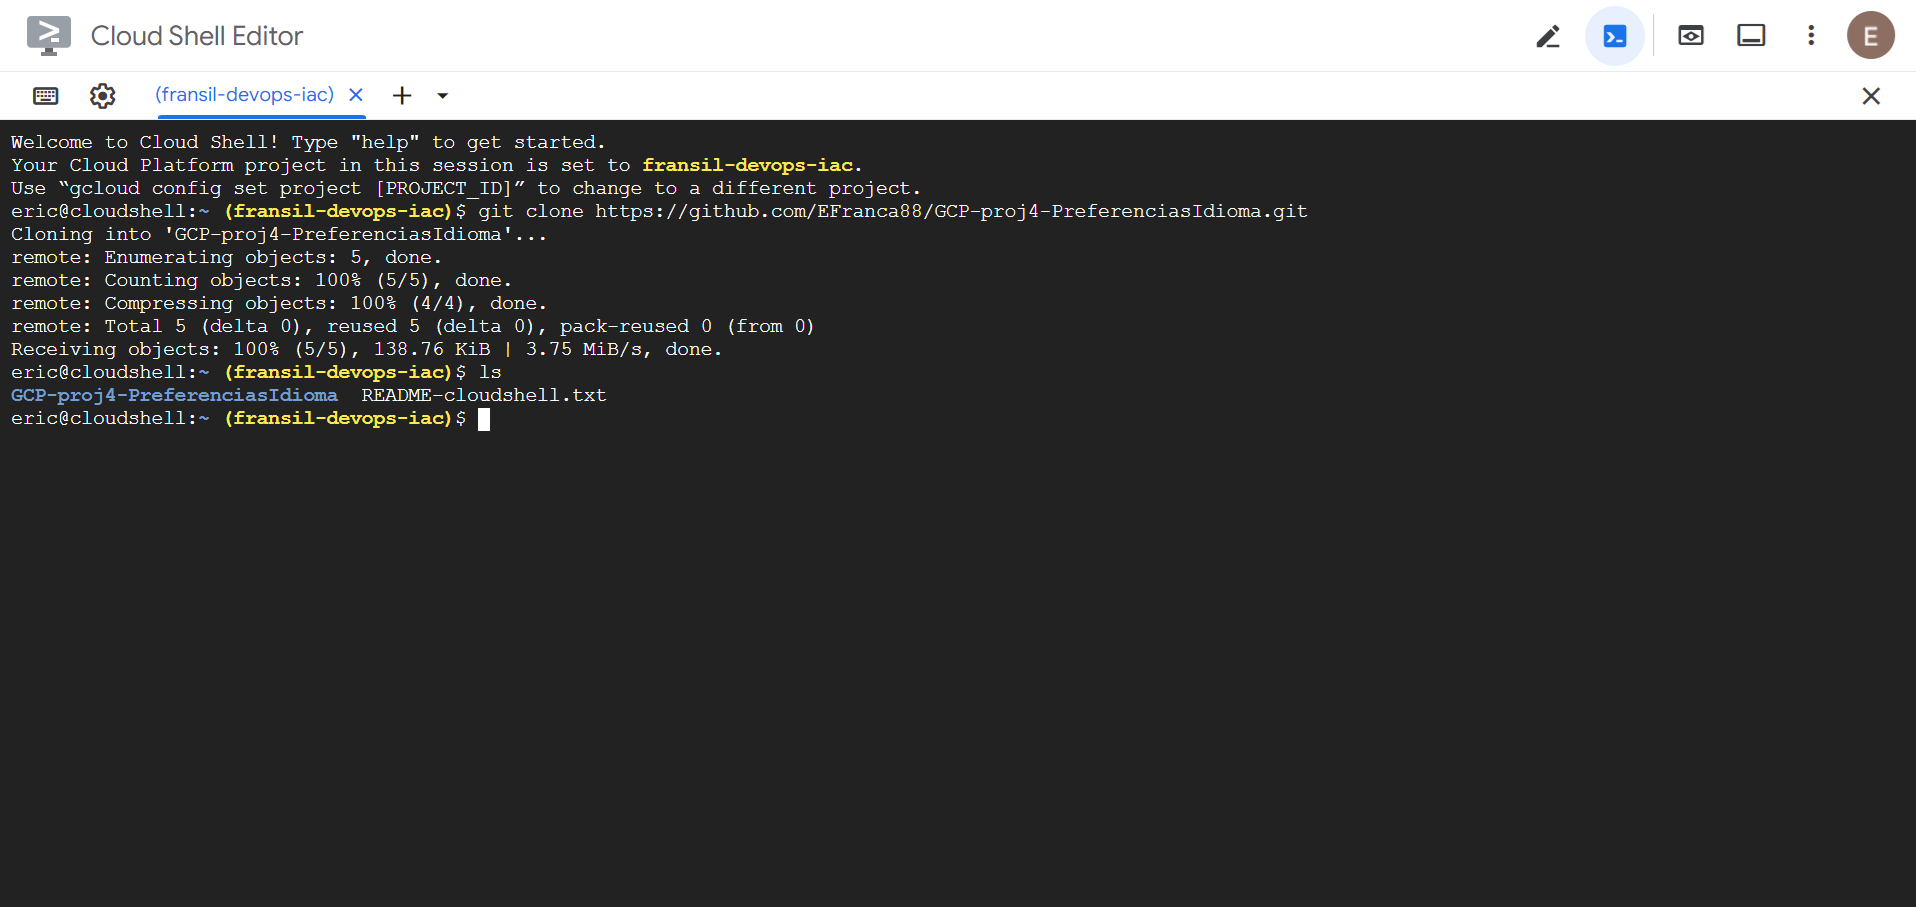 Cloud Shell Editor
E
(fransil-devops-iac)
Welcome to Cloud Shell! Type "help" to get started.
Your Cloud Platform project in this session is set to fransil-devops-iac.
Use “gcloud config set project [PROJECT_ID]” to change to a different project.
eric@cloudshell:~ (fransil-devops-iac)$ git clone https://github.com/EFranca88/GCP-proj4-PreferenciasIdioma.git
Cloning into 'GCP-proj4-PreferenciasIdioma'...
remote: Enumerating objects: 5, done.
remote: Counting objects: 100% (5/5), done.
remote: Compressing objects: 100% (4/4), done.
remote: Total 5 (delta 0), reused 5 (delta 0), pack-reused 0 (from 0)
Receiving objects: 100% (5/5), 138.76 KiB | 3.75 MiB/s, done.
eric@cloudshell:~ (fransil-devops-iac)$ ls
GCP-proj4-PreferenciasIdioma  README-cloudshell.txt
eric@cloudshell:~ (fransil-devops-iac)$